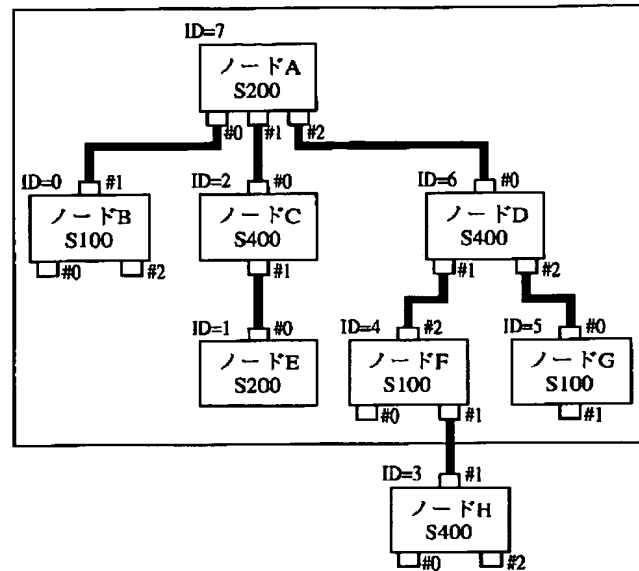 ID=7
ノードA
S200
#0 #1 #2
ID=0 #1 ID=2 #0 ID=6 #0
ノードB ノードC ノードD
S100 S400 S400
#0 #2 #1 #1 #2
ID=1 #0 ID=4 #2 ID=5 #0
ノードE ノードF ノードG
S200 S100 S100
#0 #1 #1
ID=3 #1
ノードH
S400
#0 #2